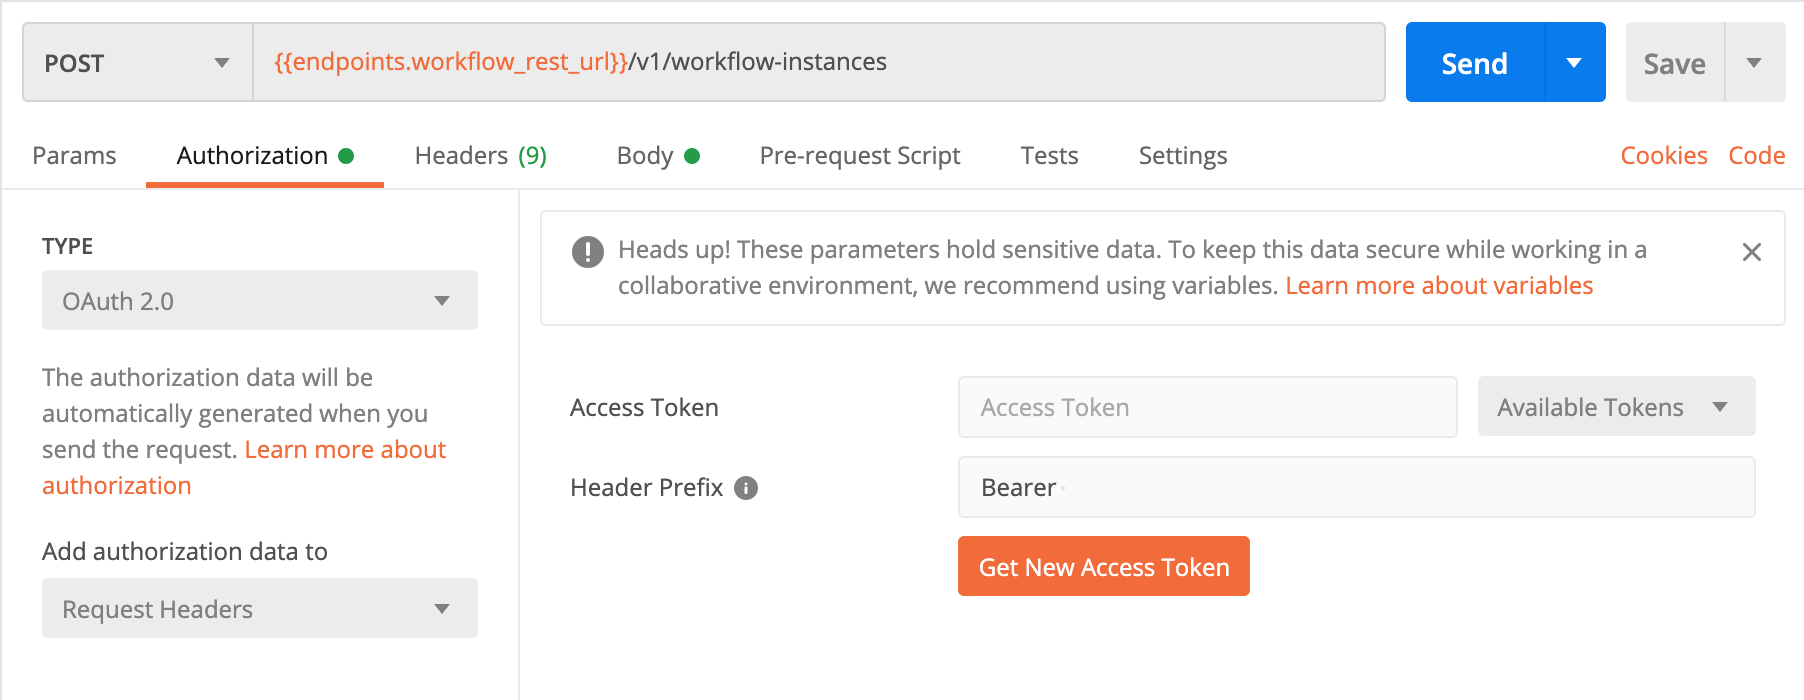 POST
{{endpoints.workflow_rest_url}}/v1/workflow-instances
Send
Save
Params
Authorization
Headers (9)
Body
Pre-request Script
Tests
Settings
Cookies
Code
TYPE
OAuth 2.0
The authorization data will be
automatically generated when you
send the request. Learn more about
authorization
Add authorization data to
Request Headers
Heads up! These parameters hold sensitive data. To keep this data secure while working in a
collaborative environment, we recommend using variables. Learn more about variables
Access Token
Access Token
Available Tokens
Header Prefix
Bearer
Get New Access Token